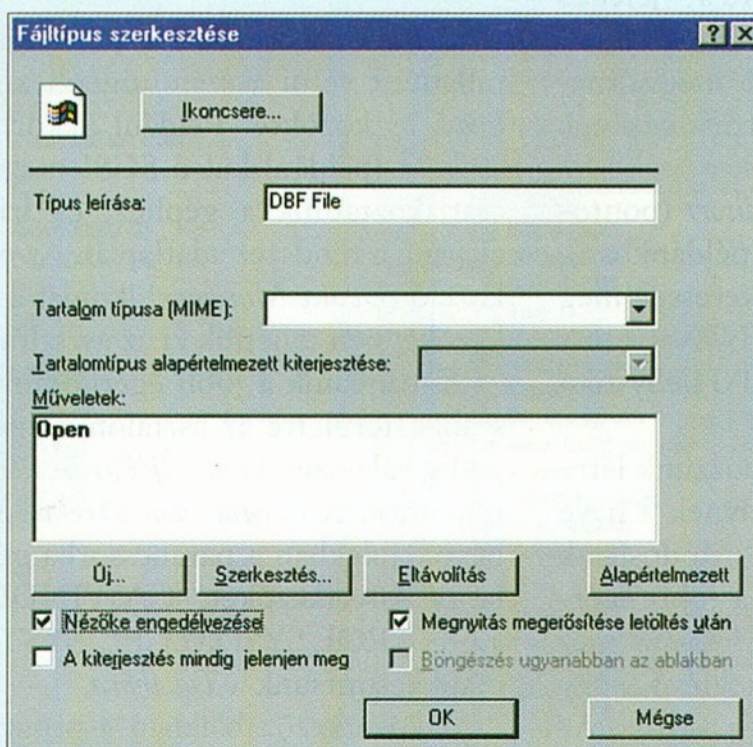 Fájltípus szerkesztése
Ikoncsere...
Típus leírása:
DBF File
Tartalom típusa (MIME):
Tartalomtípus alapértelmezett kiterjesztése:
Műveletek:
Open
Új...
Szerkesztés...
Eltávolítás
Alapértelmezett
Nézőke engedélyezése
Megnyitás megerősítése letöltés után
A kiterjesztés mindig jelenjen meg
Böngészés ugyanabban az ablakban
OK
Mégse